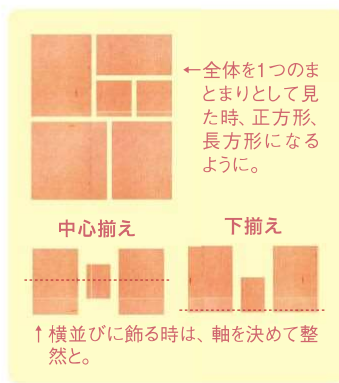 ←全体を1つのま
とまりとして見
た時、正方形、
長方形になる
ように。
中心揃え
下揃え
↑横並びに飾る時は、軸を決めて整
然と。